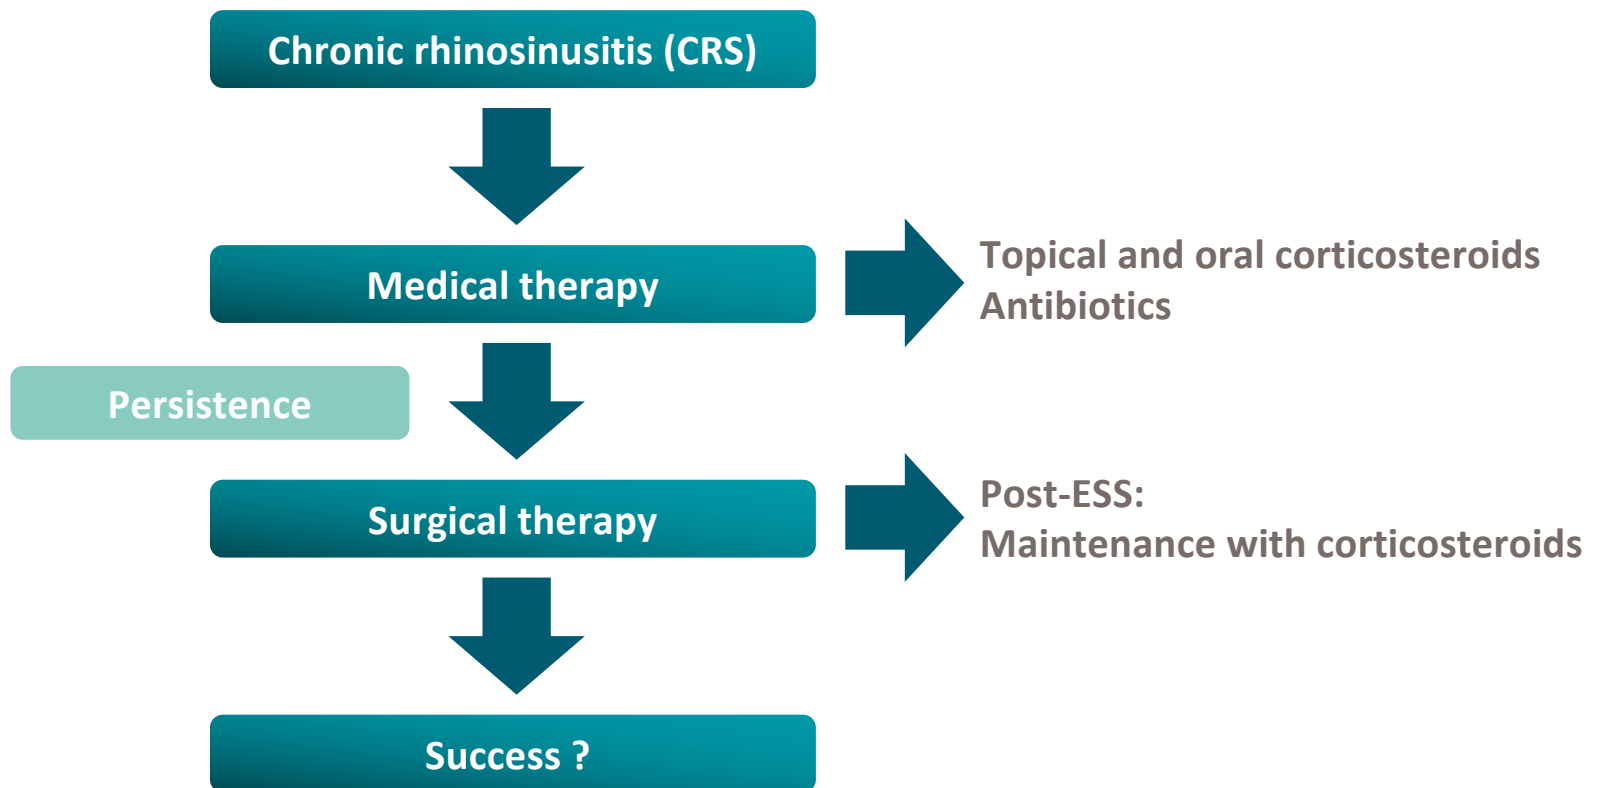 Chronic rhinosinusitis (CRS)
Medical therapy
Topical and oral corticosteroids
Antibiotics
Persistence
Surgical therapy
Post-ESS:
Maintenance with corticosteroids
Success ?